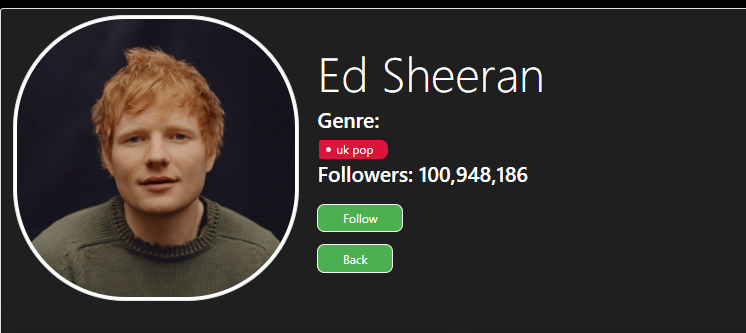 Ed Sheeran
Genre:
• uk pop
Followers: 100,948,186
Follow
Back